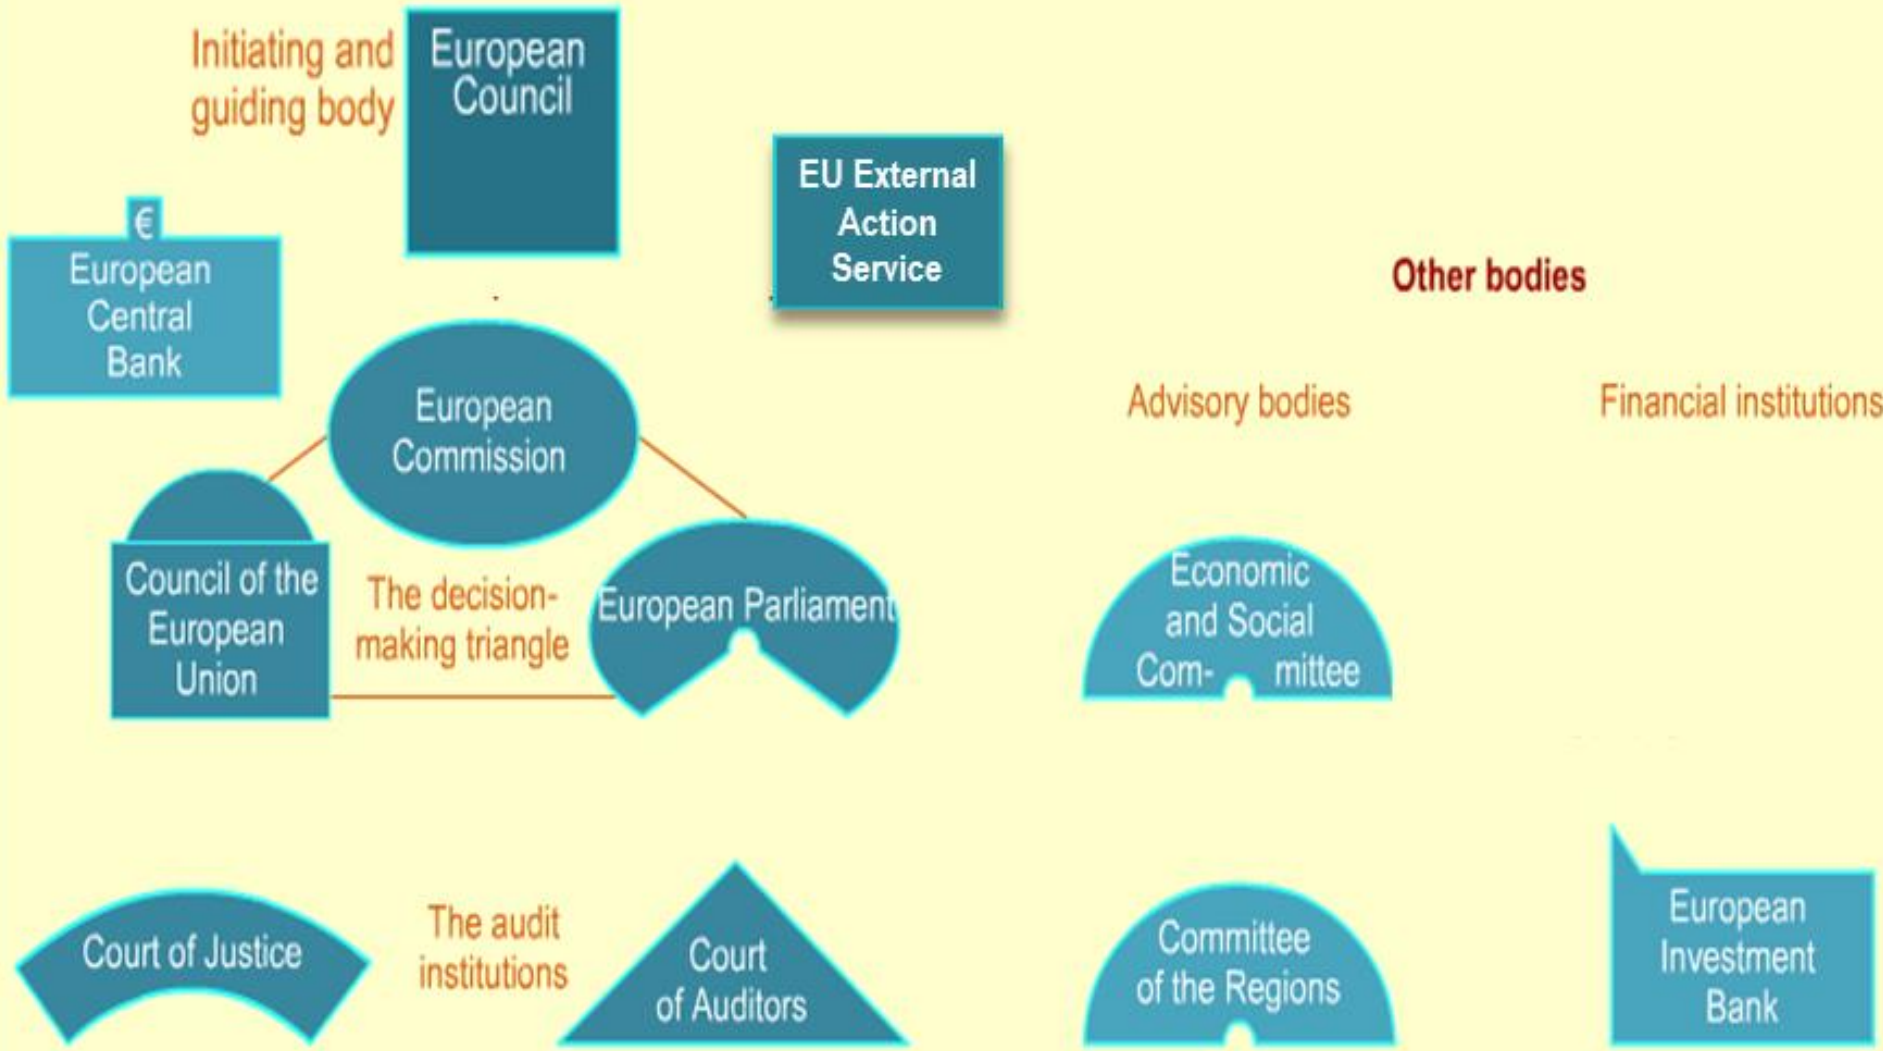 Initiating and
guiding body
European
Council
EU External
Action
Service
€
European
Central
Bank
Other bodies
European
Commission
Advisory bodies
Financial institutions
Council of the
European
Union
The decision-
making triangle
European Parliament
Economic
and Social
Com- mittee
Court of Justice
The audit
institutions
Court
of Auditors
Committee
of the Regions
European
Investment
Bank